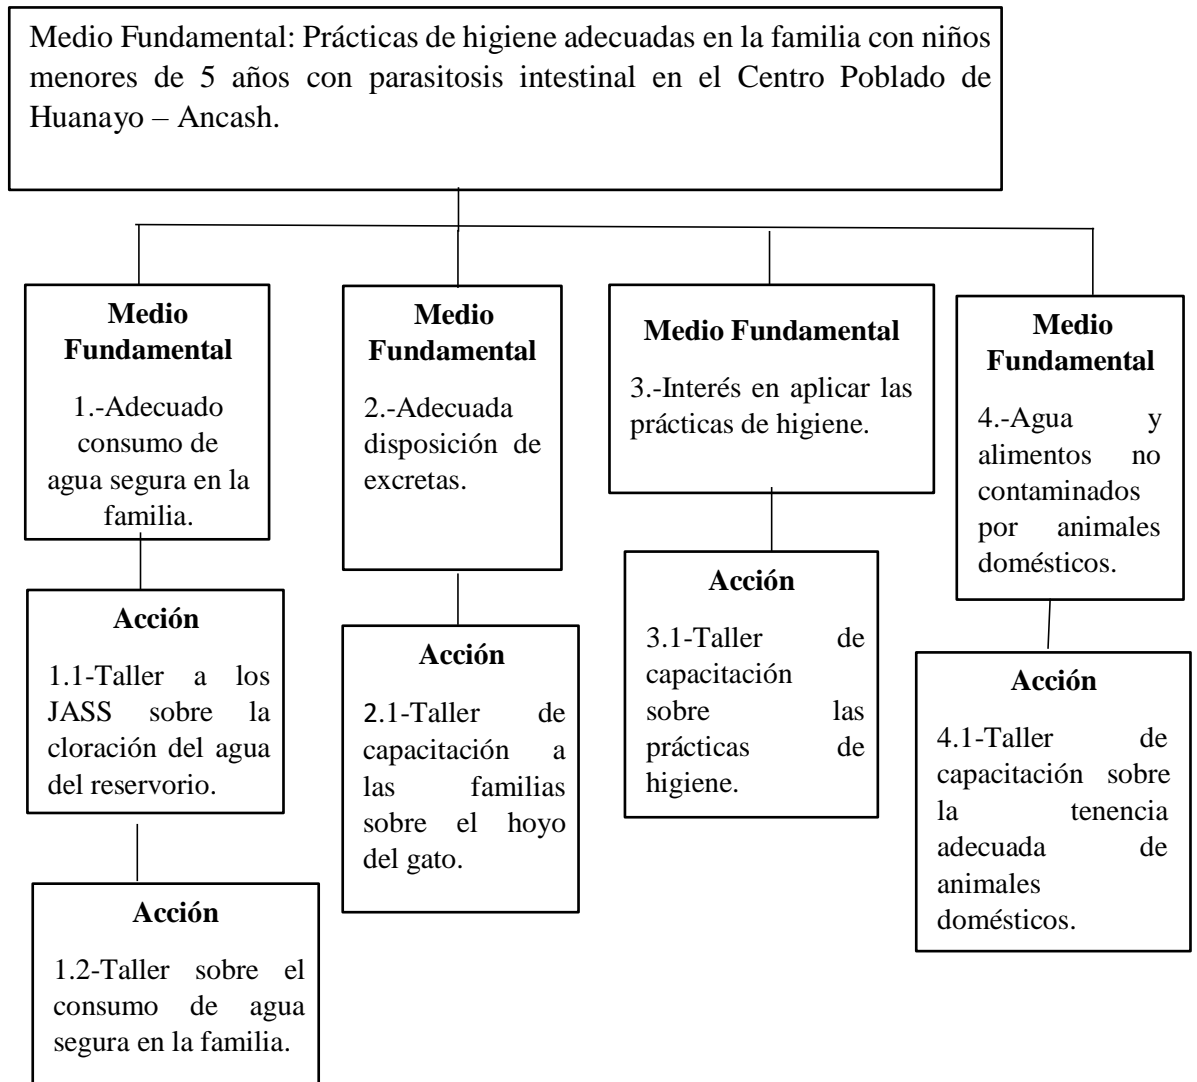 Medio Fundamental: Prácticas de higiene adecuadas en la familia con niños
menores de 5 años con parasitosis intestinal en el Centro Poblado de
Huanayo – Ancash.
Medio
Fundamental
1.-Adecuado
consumo de
agua segura en la
familia.
Medio
Fundamental
2.-Adecuada
disposición de
excretas.
Medio Fundamental
3.-Interés en aplicar las
prácticas de higiene.
Medio
Fundamental
4.-Agua y
alimentos no
contaminados
por animales
domésticos.
Acción
1.1-Taller a los
JASS sobre la
cloración del agua
del reservorio.
Acción
2.1-Taller de
capacitación a
las familias
sobre el hoyo
del gato.
Acción
3.1-Taller de
capacitación
sobre las
prácticas de
higiene.
Acción
4.1-Taller de
capacitación sobre
la tenencia
adecuada de
animales
domésticos.
Acción
1.2-Taller sobre el
consumo de agua
segura en la familia.